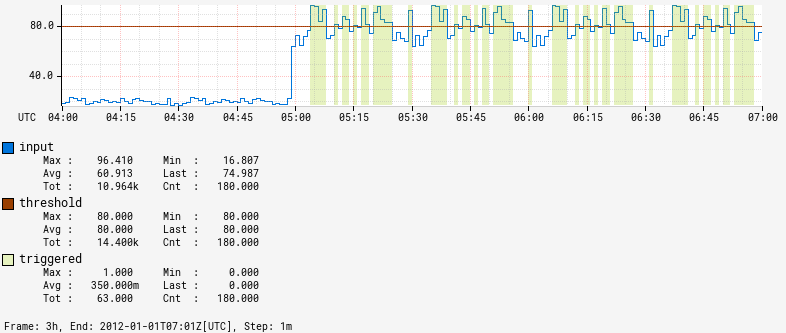 80.0
40.0
UTC 04:00 04:15 04:30 04:45 05:00 05:15 05:30 05:45 06:00 06:15 06:30 06:45 07:00
input
Max : 96.410 Min : 16.807
Avg : 60.913 Last : 74.987
Tot : 10.964k Cnt : 180.000
threshold
Max : 80.000 Min : 80.000
Avg : 80.000 Last : 80.000
Tot : 14.400k Cnt : 180.000
triggered
Max : 1.000 Min : 0.000
Avg : 350.000m Last : 0.000
Tot : 63.000 Cnt : 180.000
Frame: 3h, End: 2012-01-01T07:01Z[UTC], Step: 1m